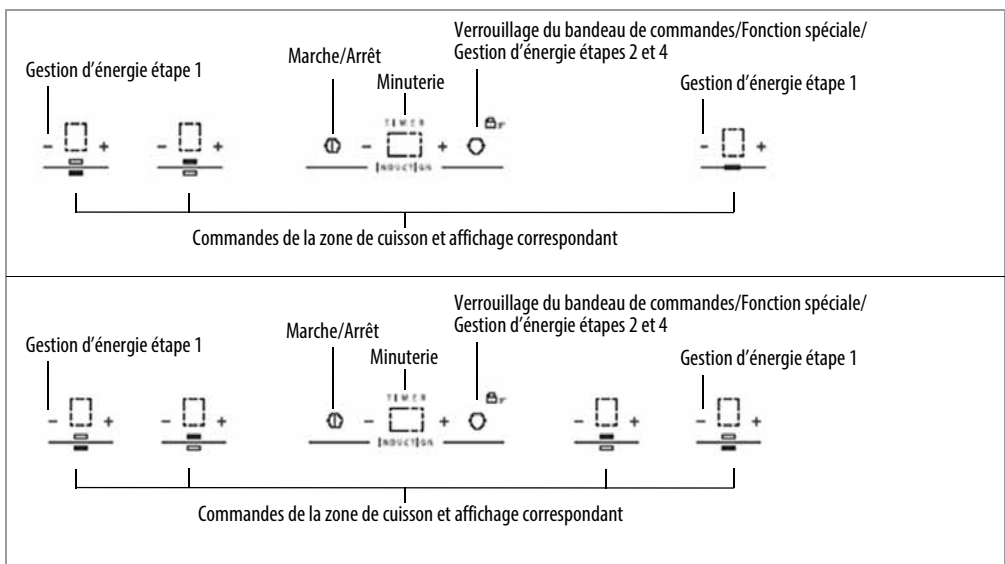 Verrouillage du bandeau de commandes/Fonction spéciale/
Gestion d'énergie étapes 2 et 4
Marche/Arrêt
Gestion d'énergie étape 1
Minuterie
Gestion d'énergie étape 1
TIMER
- + - + - + - +
INDUCTION
Commandes de la zone de cuisson et affichage correspondant
Verrouillage du bandeau de commandes/Fonction spéciale/
Gestion d'énergie étapes 2 et 4
Marche/Arrêt
Gestion d'énergie étape 1
Minuterie
Gestion d'énergie étape 1
TIMER
- + - + - + - + - +
INDUCTION
Commandes de la zone de cuisson et affichage correspondant